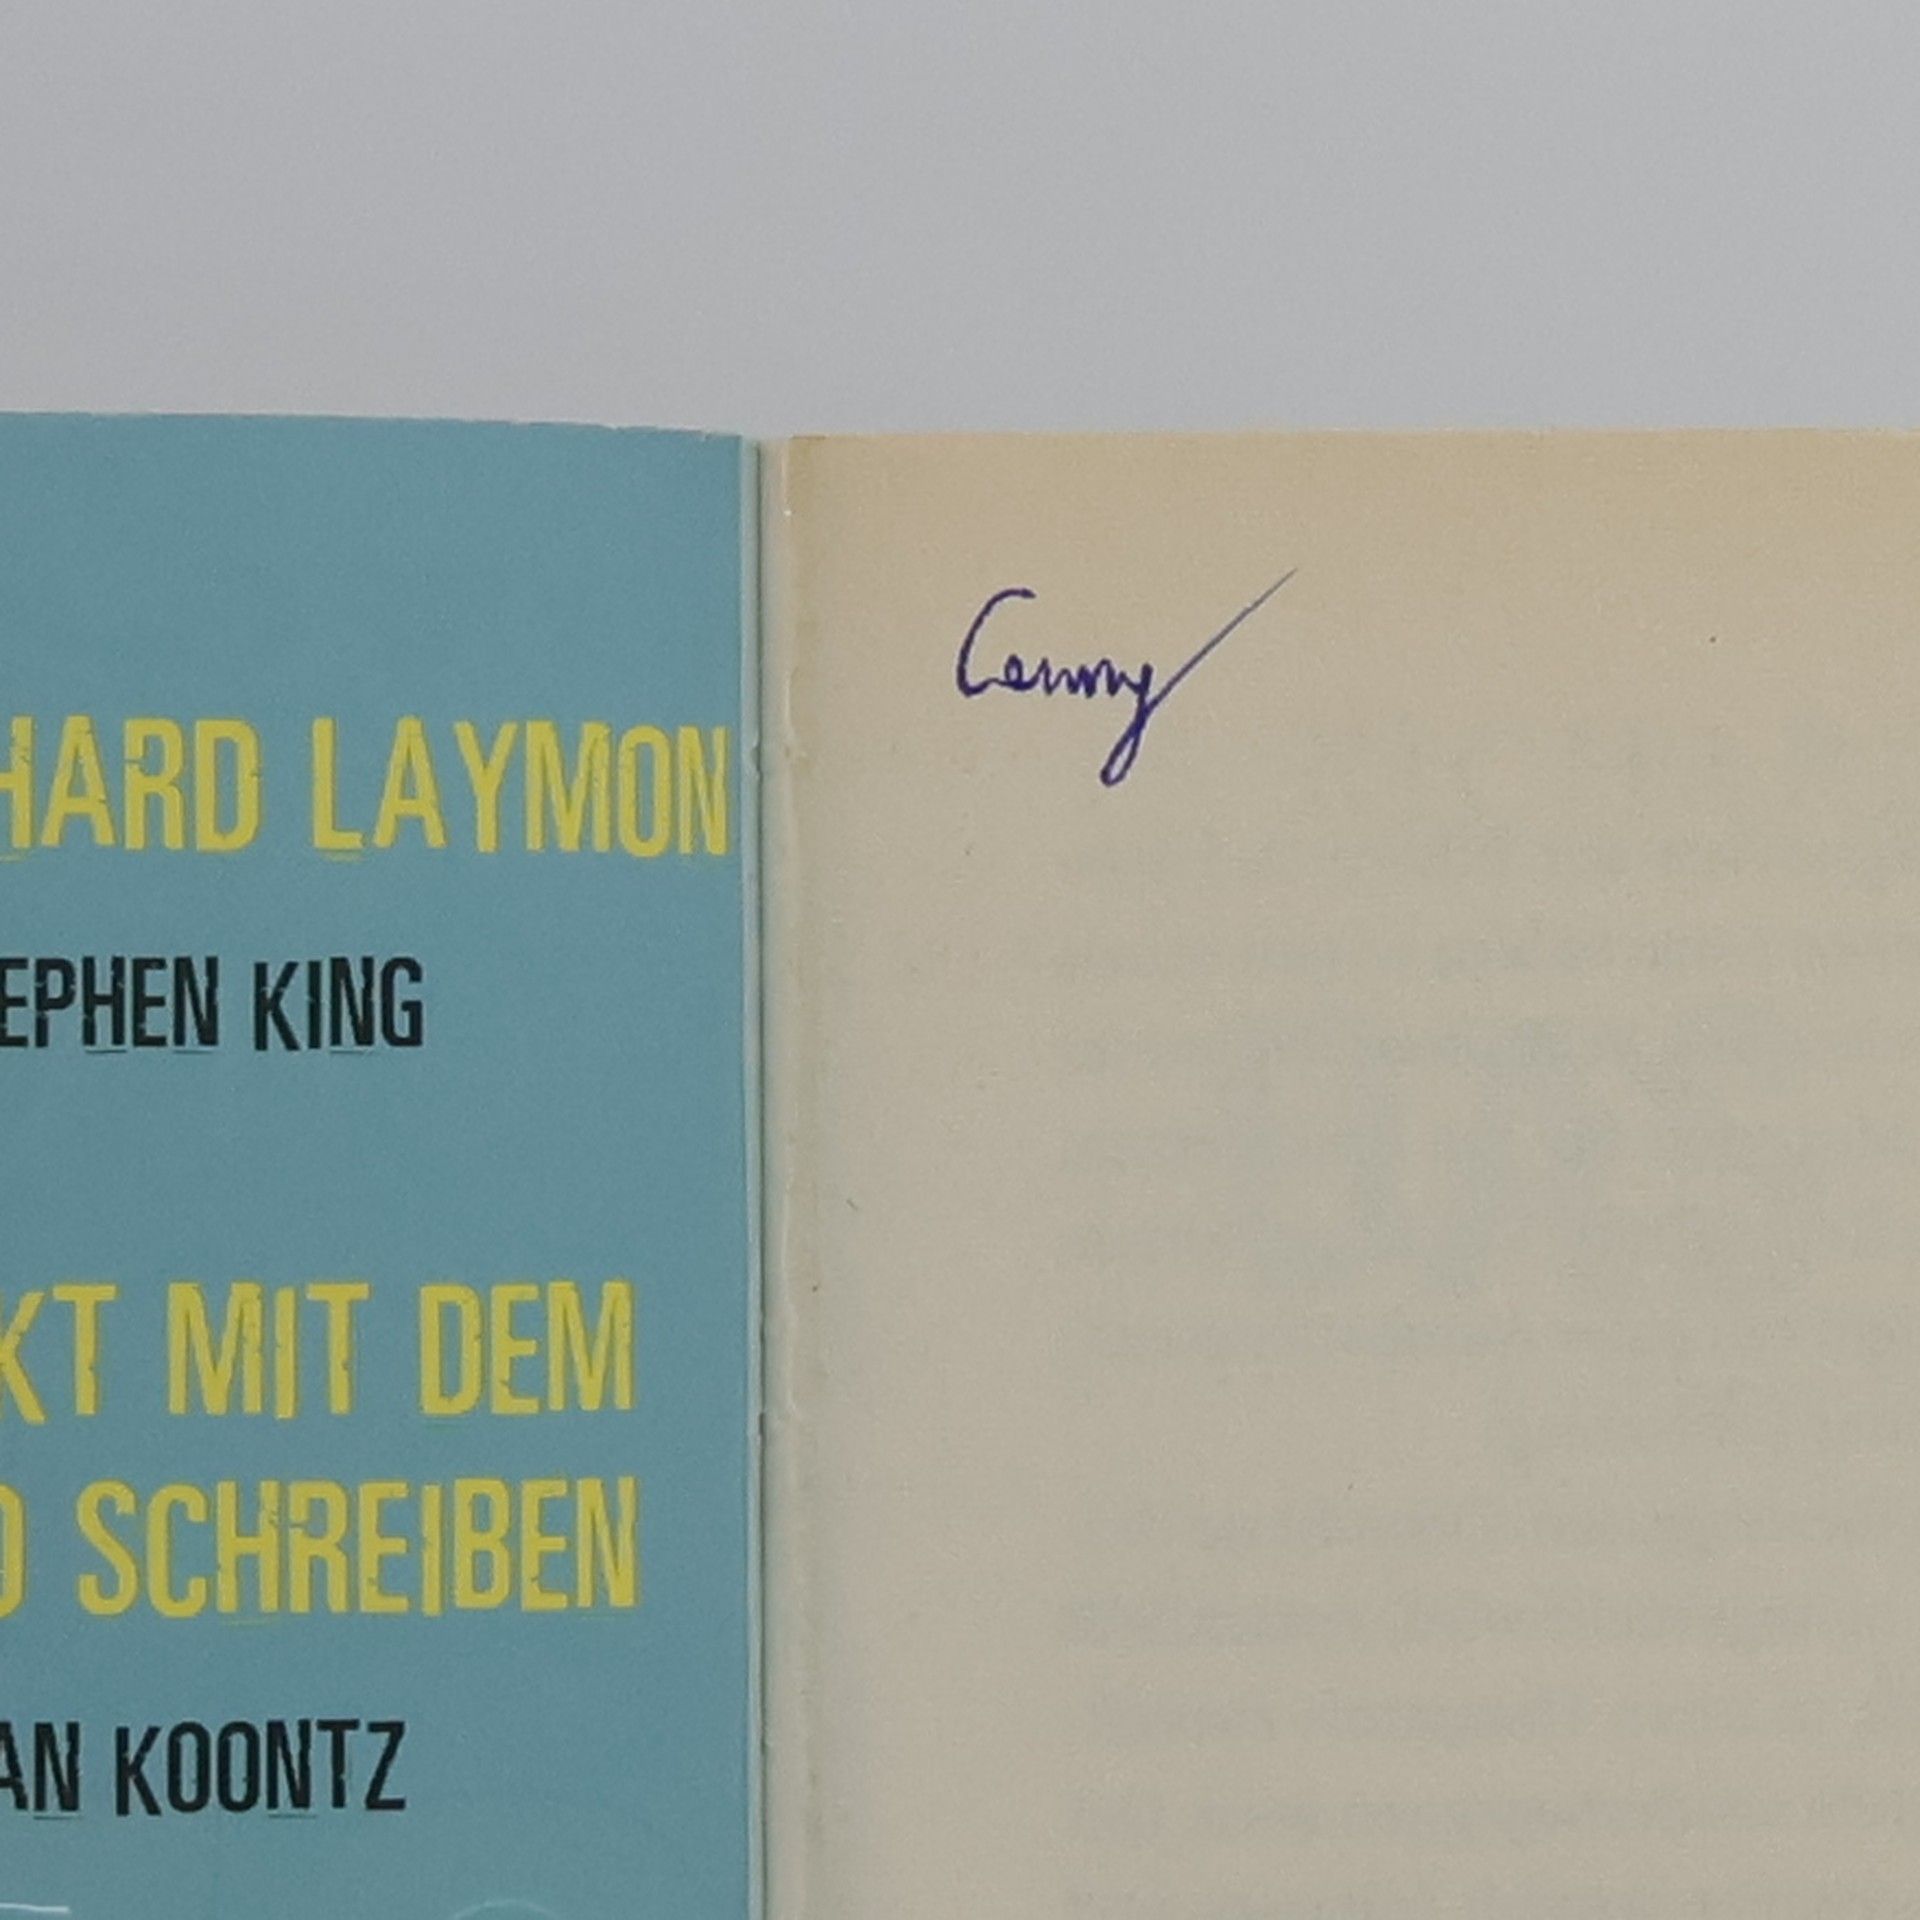 HARD LAYMON
EPHEN KING
KT MIT DEM
D SCHREIBEN
AN KOONTZ